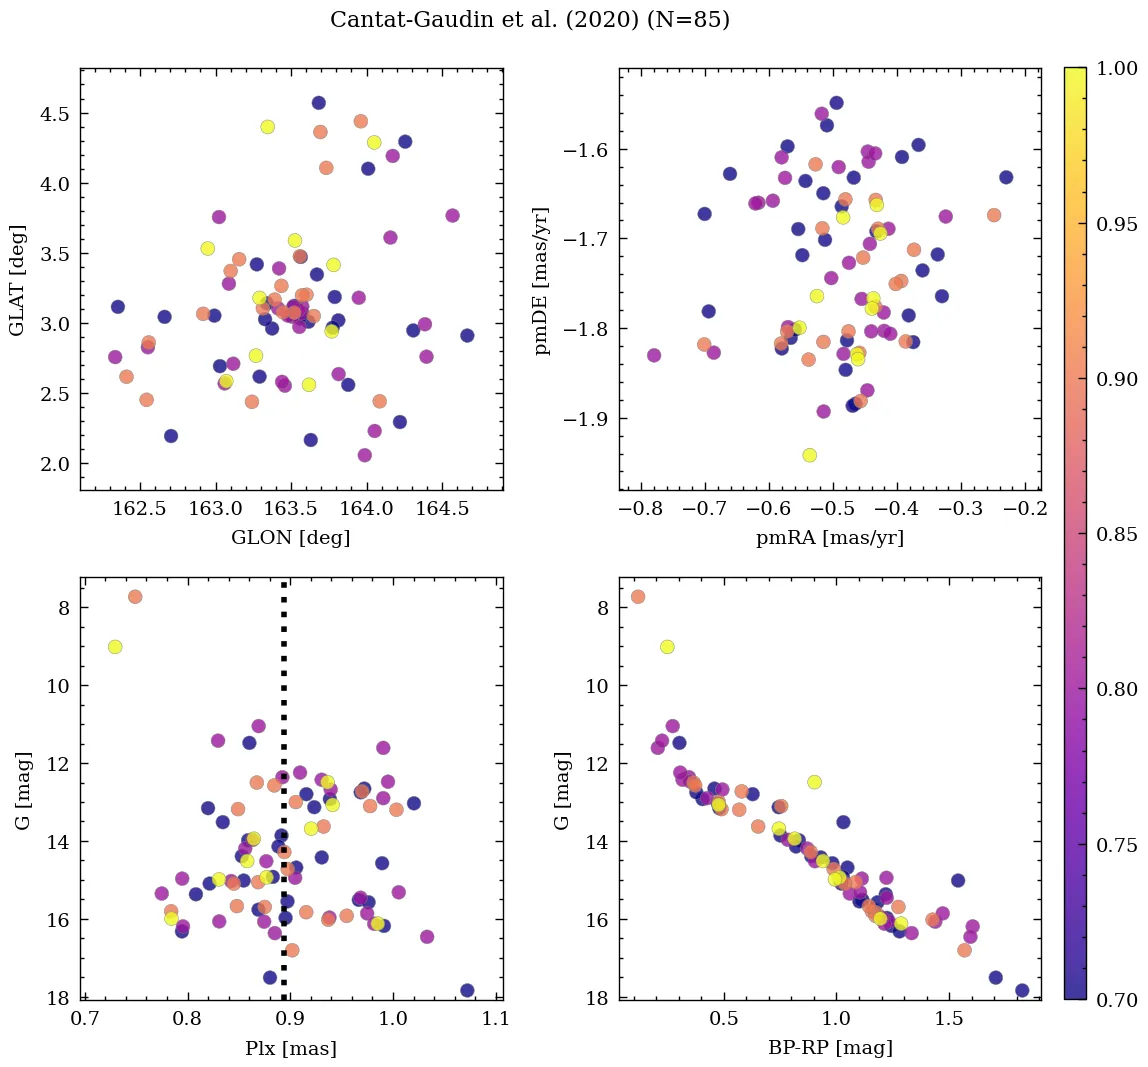 Cantat-Gaudin et al. (2020) (N=85)
4.5
4.0
3.5
3.0
2.5
2.0
GLAT [deg]
162.5 163.0 163.5 164.0 164.5
GLON [deg]
−1.6
−1.7
−1.8
−1.9
pmDE [mas/yr]
−0.8 −0.7 −0.6 −0.5 −0.4 −0.3 −0.2
pmRA [mas/yr]
8
10
12
14
16
18
G [mag]
0.7 0.8 0.9 1.0 1.1
Plx [mas]
8
10
12
14
16
18
G [mag]
0.5 1.0 1.5
BP-RP [mag]
1.00
0.95
0.90
0.85
0.80
0.75
0.70